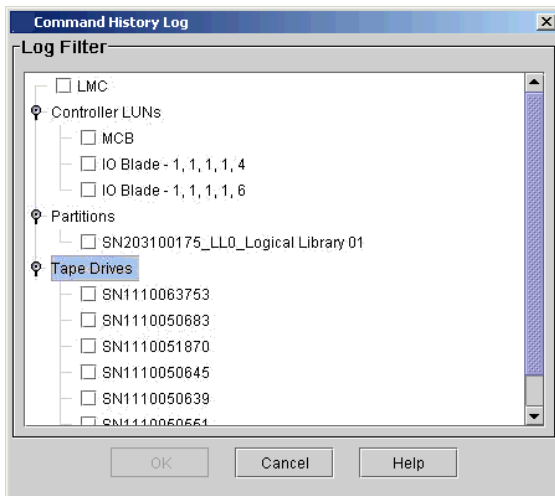 Command History Log
Log Filter
LMC
Controller LUNs
MCB
IO Blade - 1, 1, 1, 1, 4
IO Blade - 1, 1, 1, 1, 6
Partitions
SN203100175_LL0_Logical Library 01
Tape Drives
SN1110063753
SN1110050683
SN1110051870
SN1110050645
SN1110050639
OK
Cancel
Help